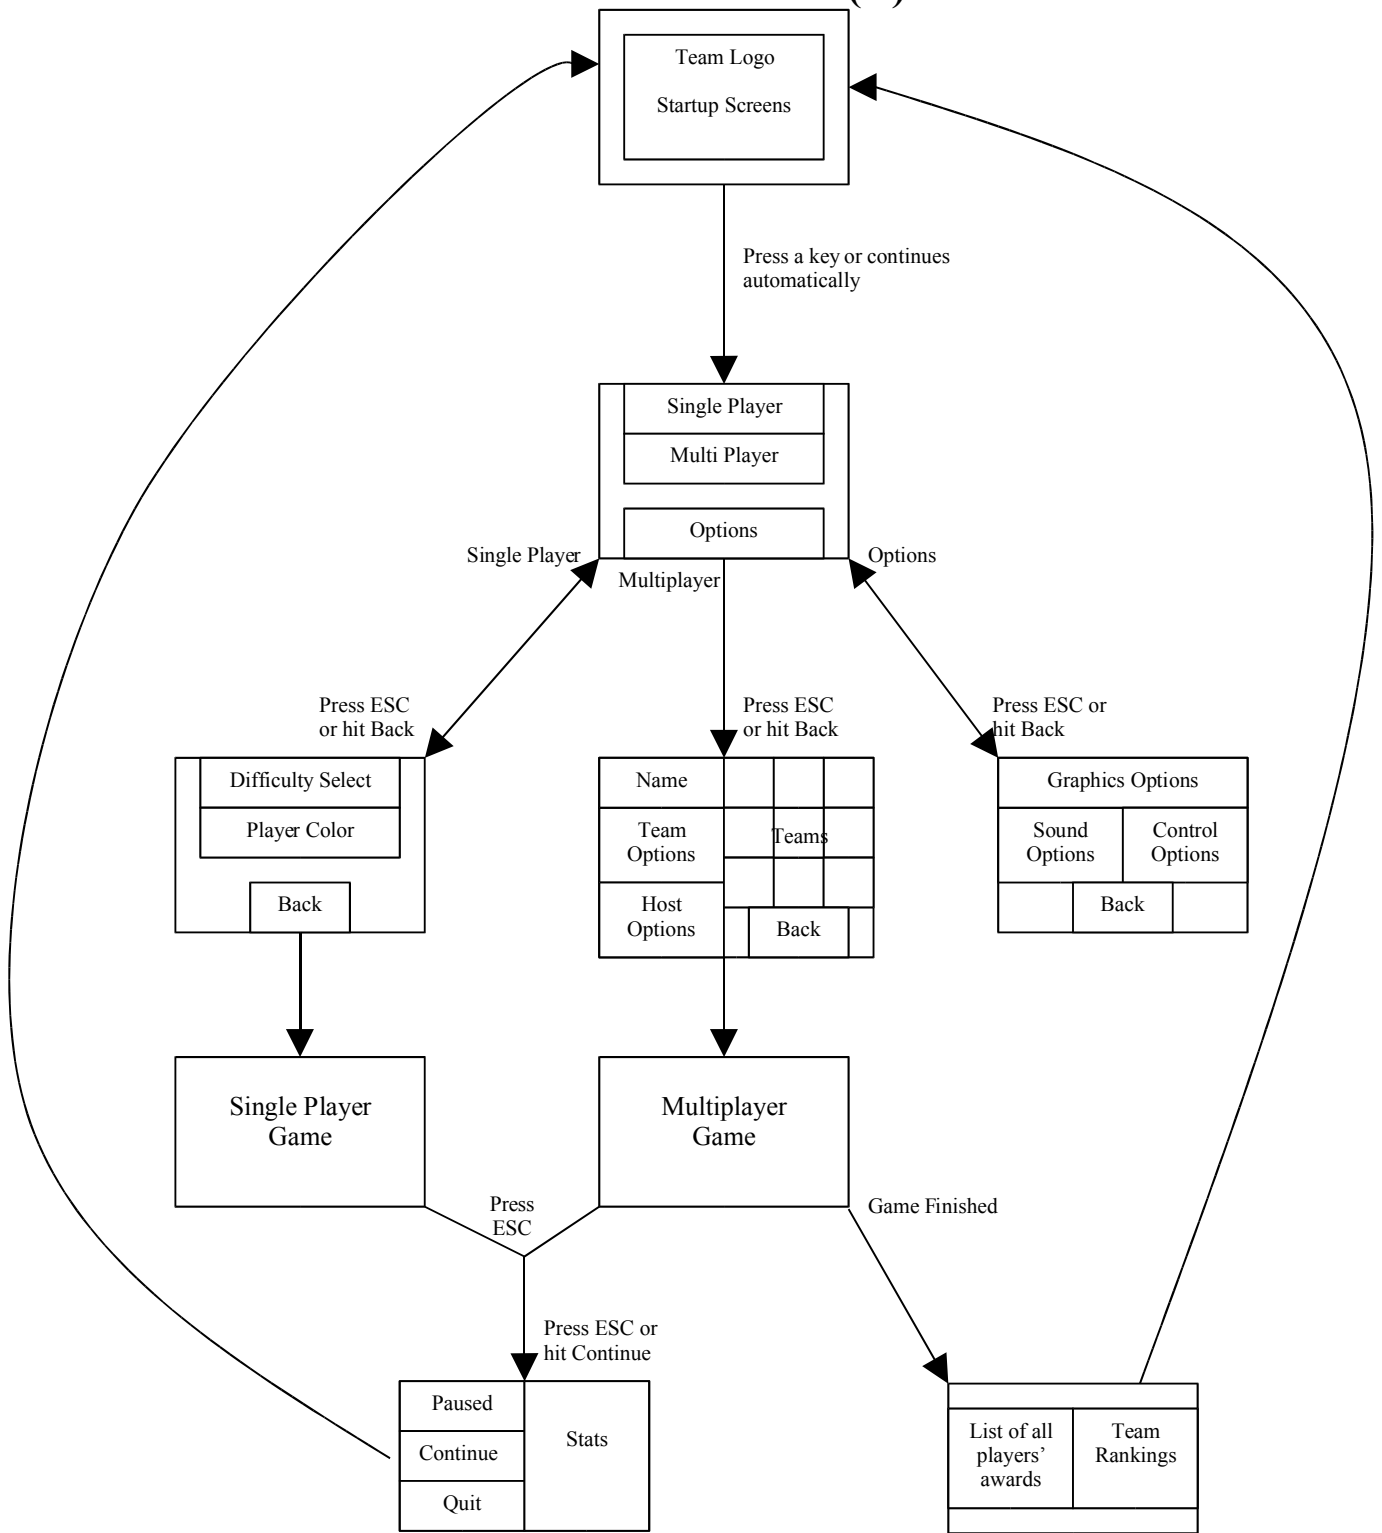 Team Logo
Startup Screens
Press a key or continues
automatically
Single Player
Multi Player
Options
Single Player
Multiplayer
Options
Press ESC
or hit Back
Press ESC
or hit Back
Press ESC or
hit Back
Difficulty Select
Player Color
Back
Name
Team
Options
Host
Options
Teams
Back
Graphics Options
Sound
Options
Control
Options
Back
Single Player
Game
Multiplayer
Game
Press
ESC
Game Finished
Press ESC or
hit Continue
Paused
Continue
Quit
Stats
List of all
players’
awards
Team
Rankings